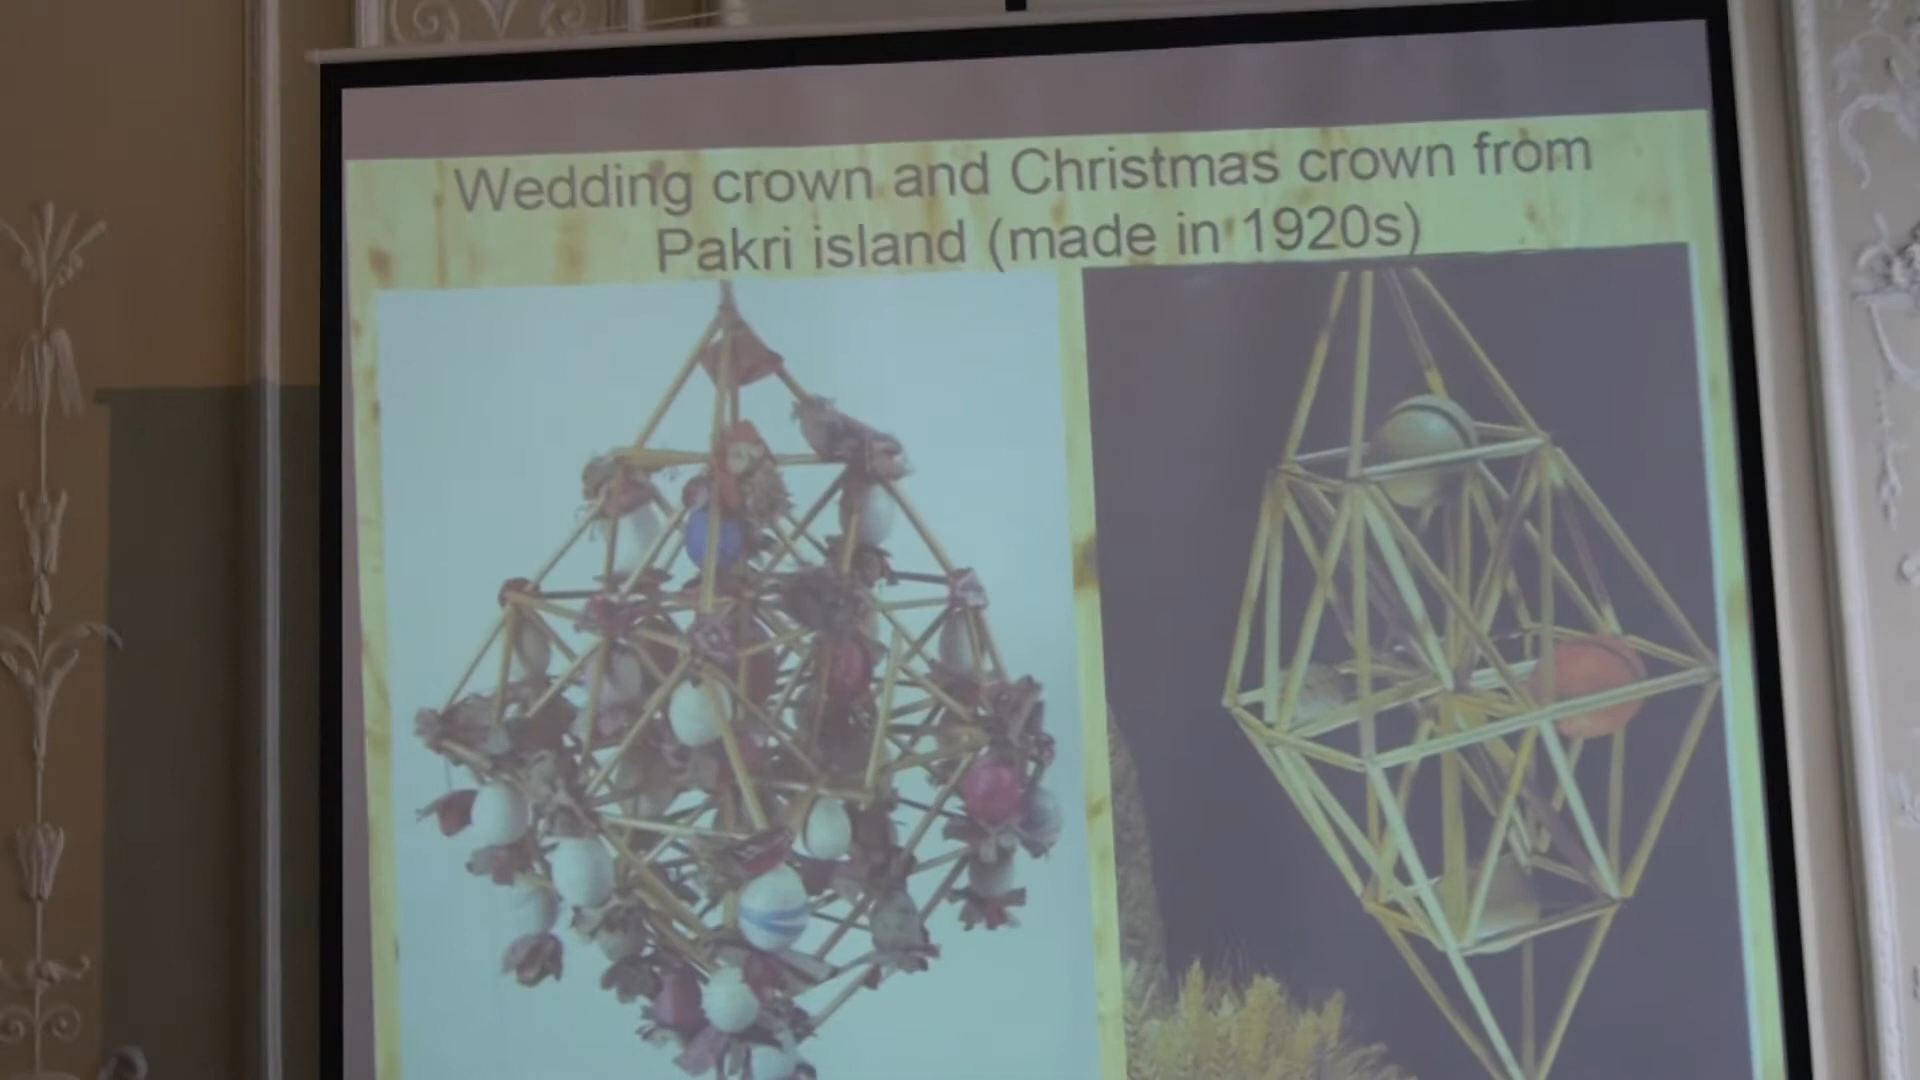 Wedding crown and Christmas crown from
Pakri island (made in 1920s)